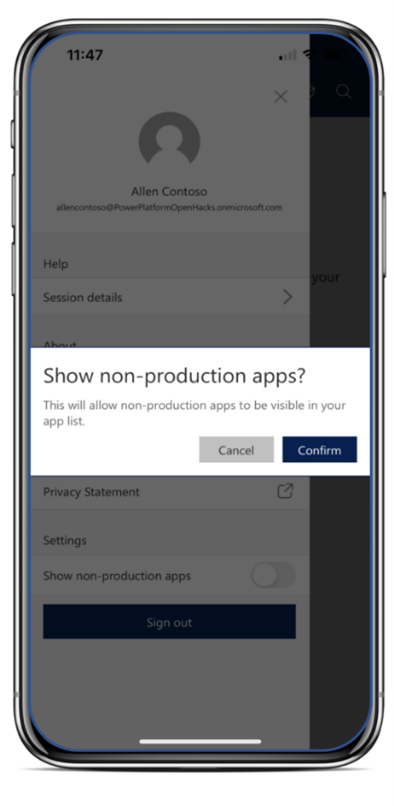 11:47
Allen Contoso
allencontoso@PowerPlatformOpenHacks.onmicrosoft.com
Help
Session details
your
About
Show non-production apps?
This will allow non-production apps to be visible in your
app list.
Cancel
Confirm
Privacy Statement
Settings
Show non-production apps
Sign out